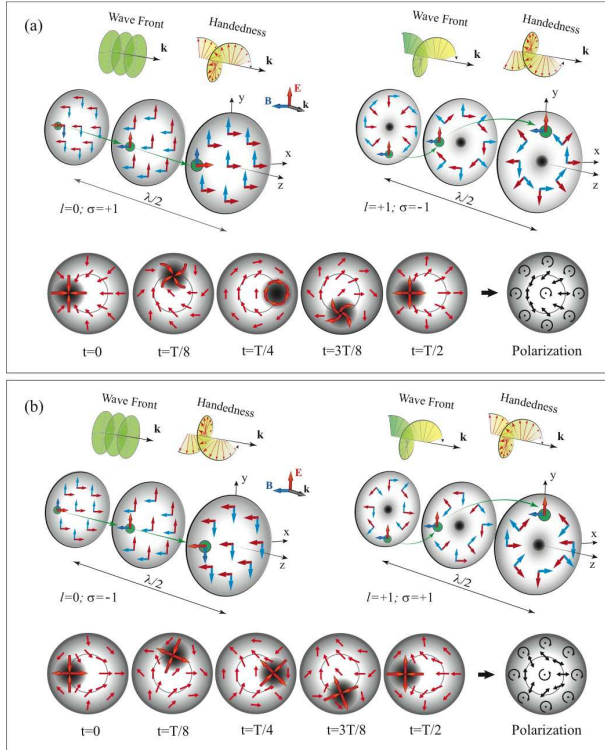 (a)
Wave Front
Handedness
k
Wave Front
Handedness
k
k
E
B
k
y
x
z
λ/2
l=0; σ=+1
y
x
z
λ/2
l=+1; σ=-1
t=0
t=T/8
t=T/4
t=3T/8
t=T/2
Polarization
(b)
Wave Front
Handedness
k
Wave Front
Handedness
k
k
E
B
k
y
x
z
λ/2
l=0; σ=-1
y
x
z
λ/2
l=+1; σ=+1
t=0
t=T/8
t=T/4
t=3T/8
t=T/2
Polarization